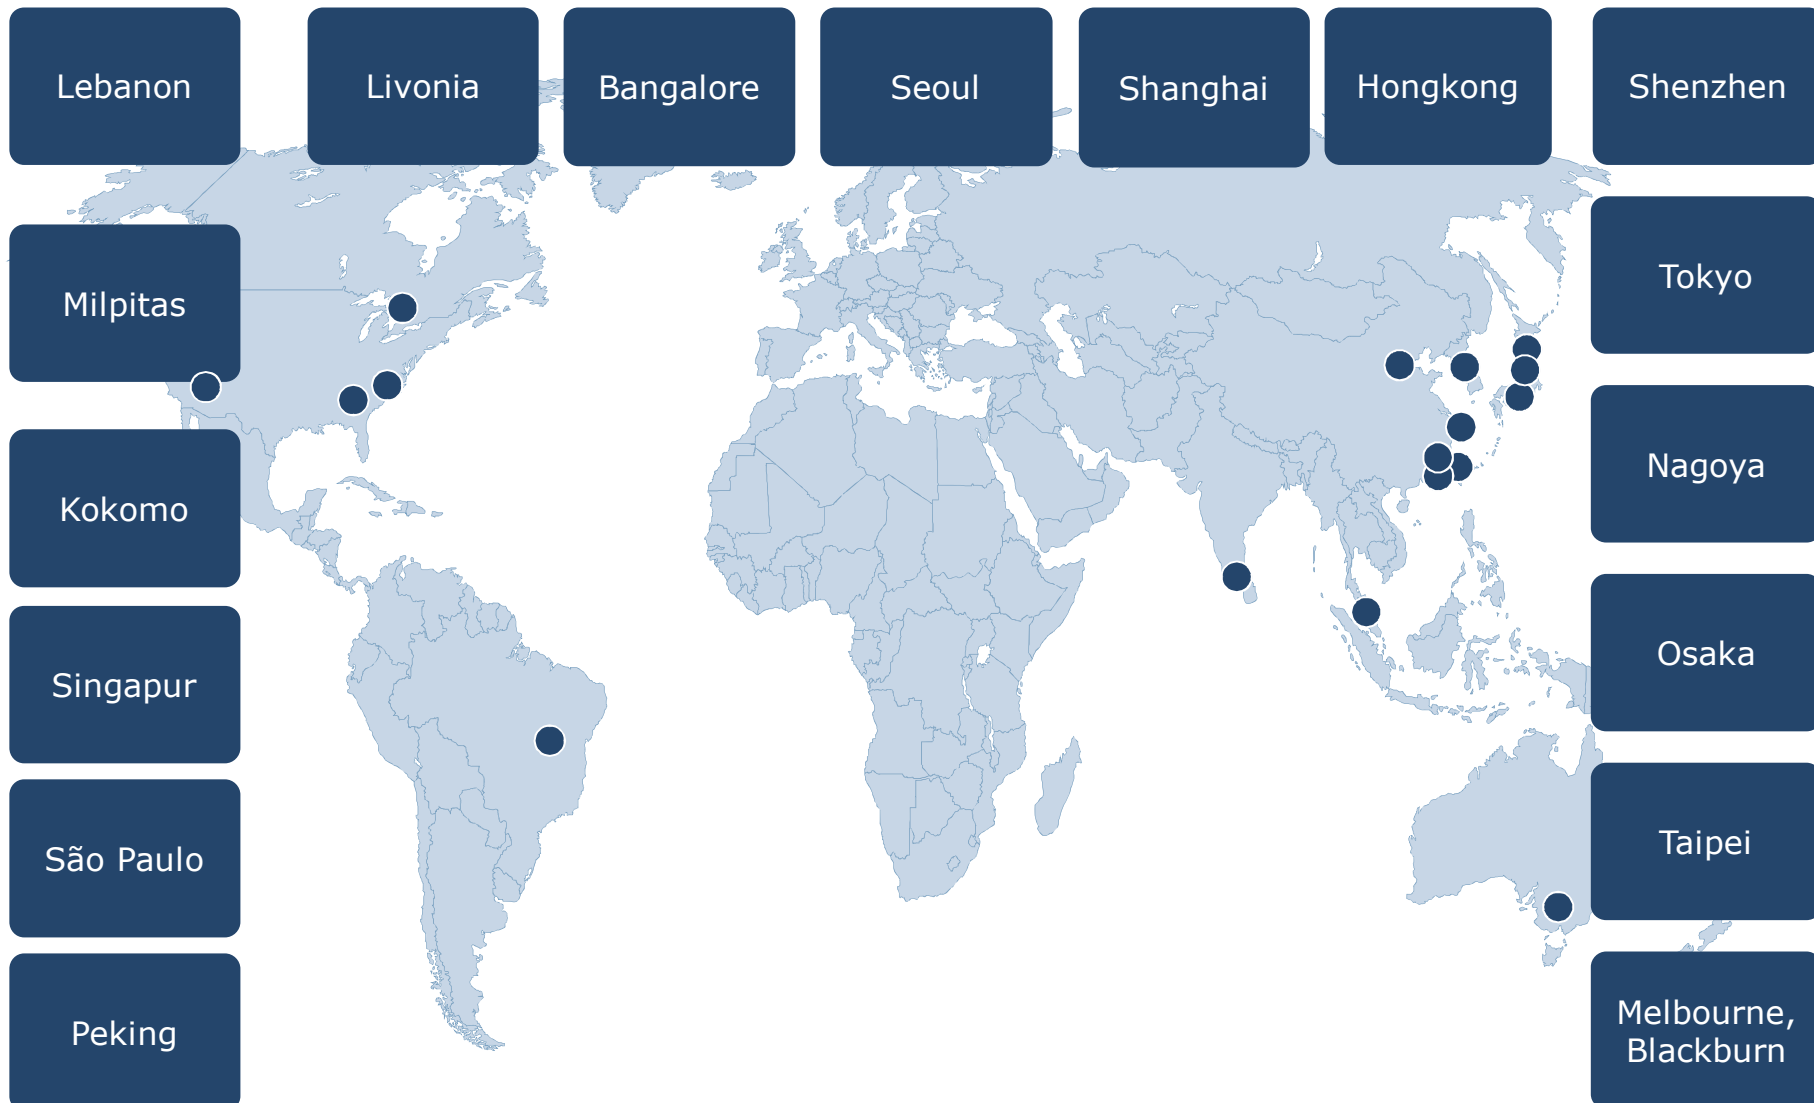 Lebanon
Livonia
Bangalore
Seoul
Shanghai
Hongkong
Shenzhen
Milpitas
Tokyo
Kokomo
Nagoya
Singapur
Osaka
São Paulo
Taipei
Peking
Melbourne,
Blackburn